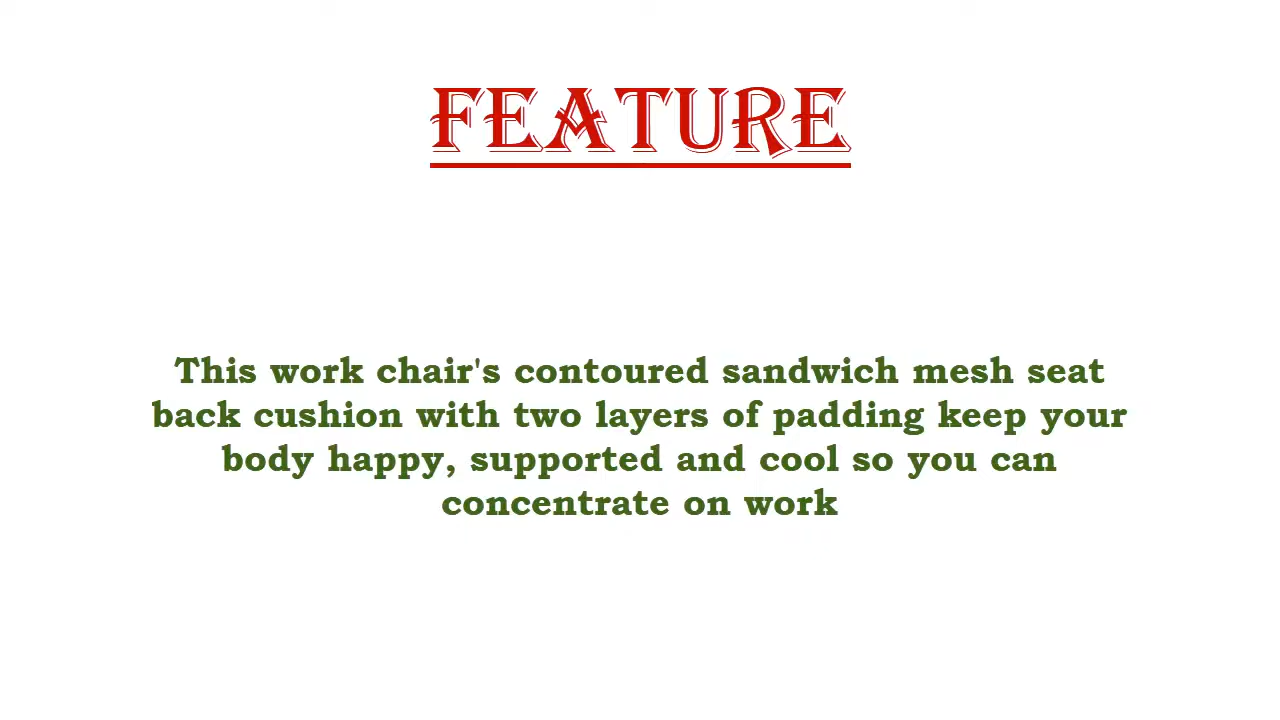 FEATURE
This work chair's contoured sandwich mesh seat
back cushion with two layers of padding keep your
body happy, supported and cool so you can
concentrate on work